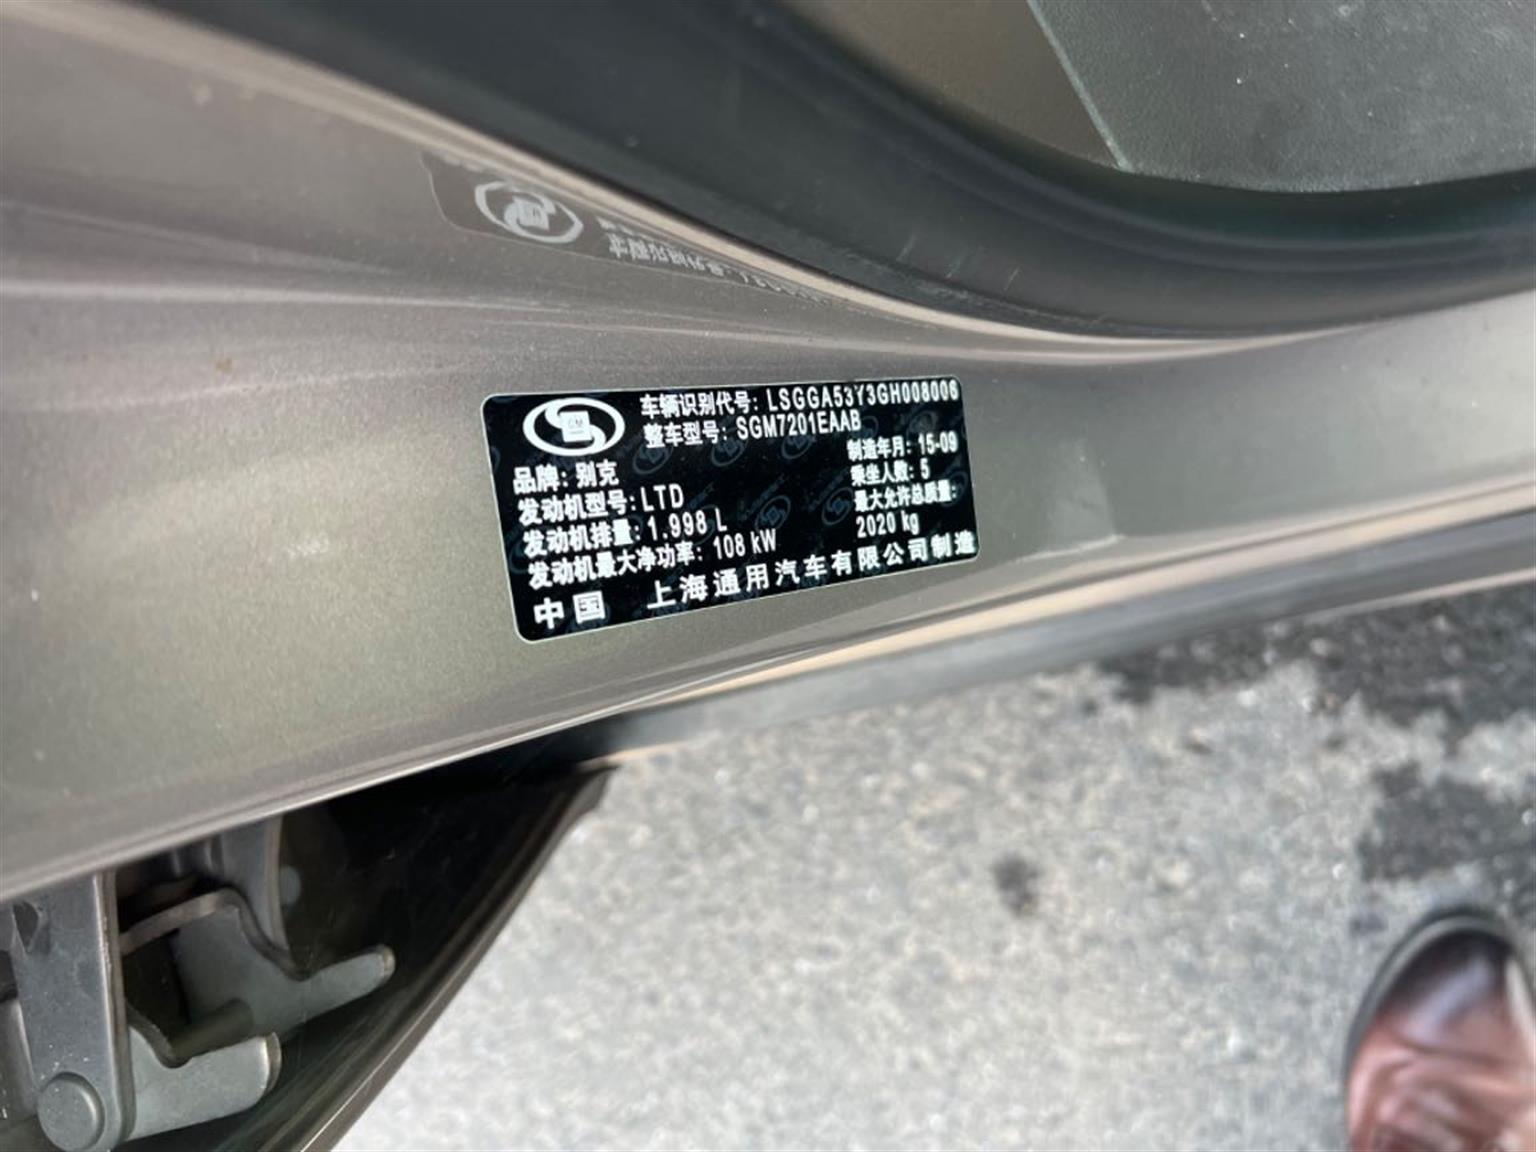 GM
车辆识别代号: LSGGA53Y3GH008006
整车型号: SGM7201EAAB
品牌: 别克
制造年月: 15-09
发动机型号: LTD
乘坐人数: 5
发动机排量: 1.998 L
最大允许总质量:
2020 kg
发动机最大净功率: 108 kW
中国 上海通用汽车有限公司制造